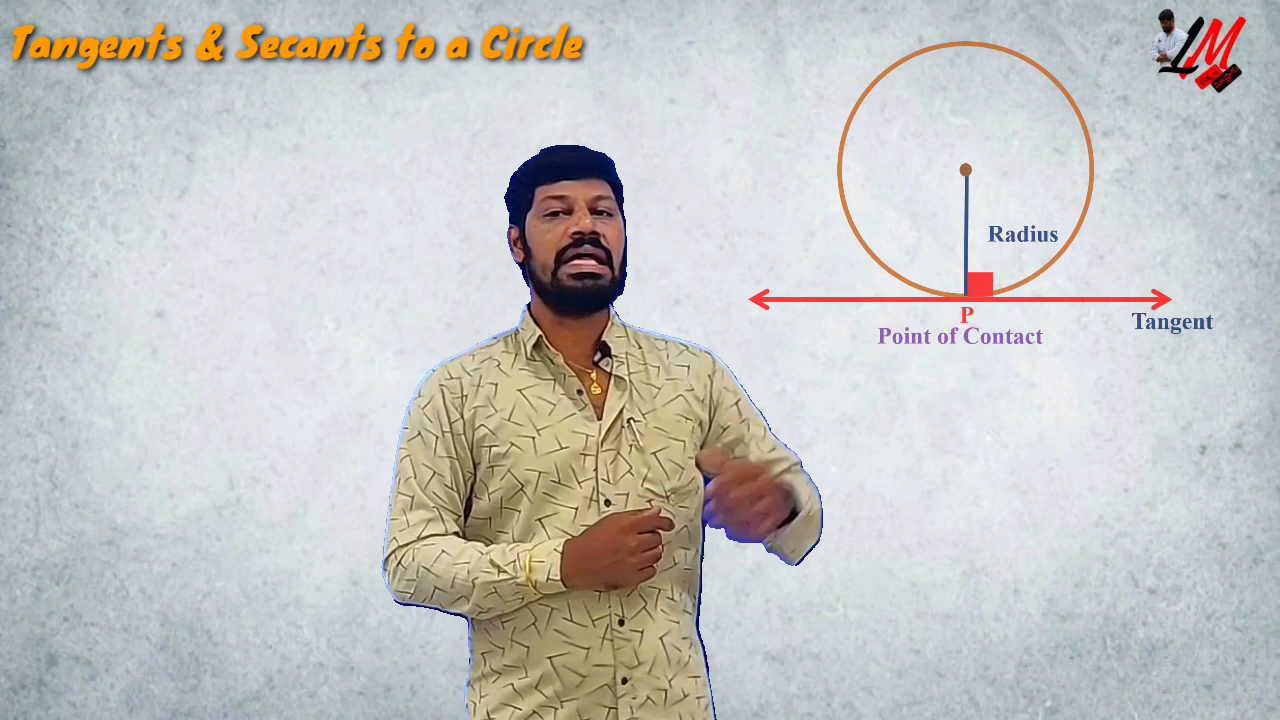 Tangents & Secants to a Circle
LM
Radius
P
Tangent
Point of Contact